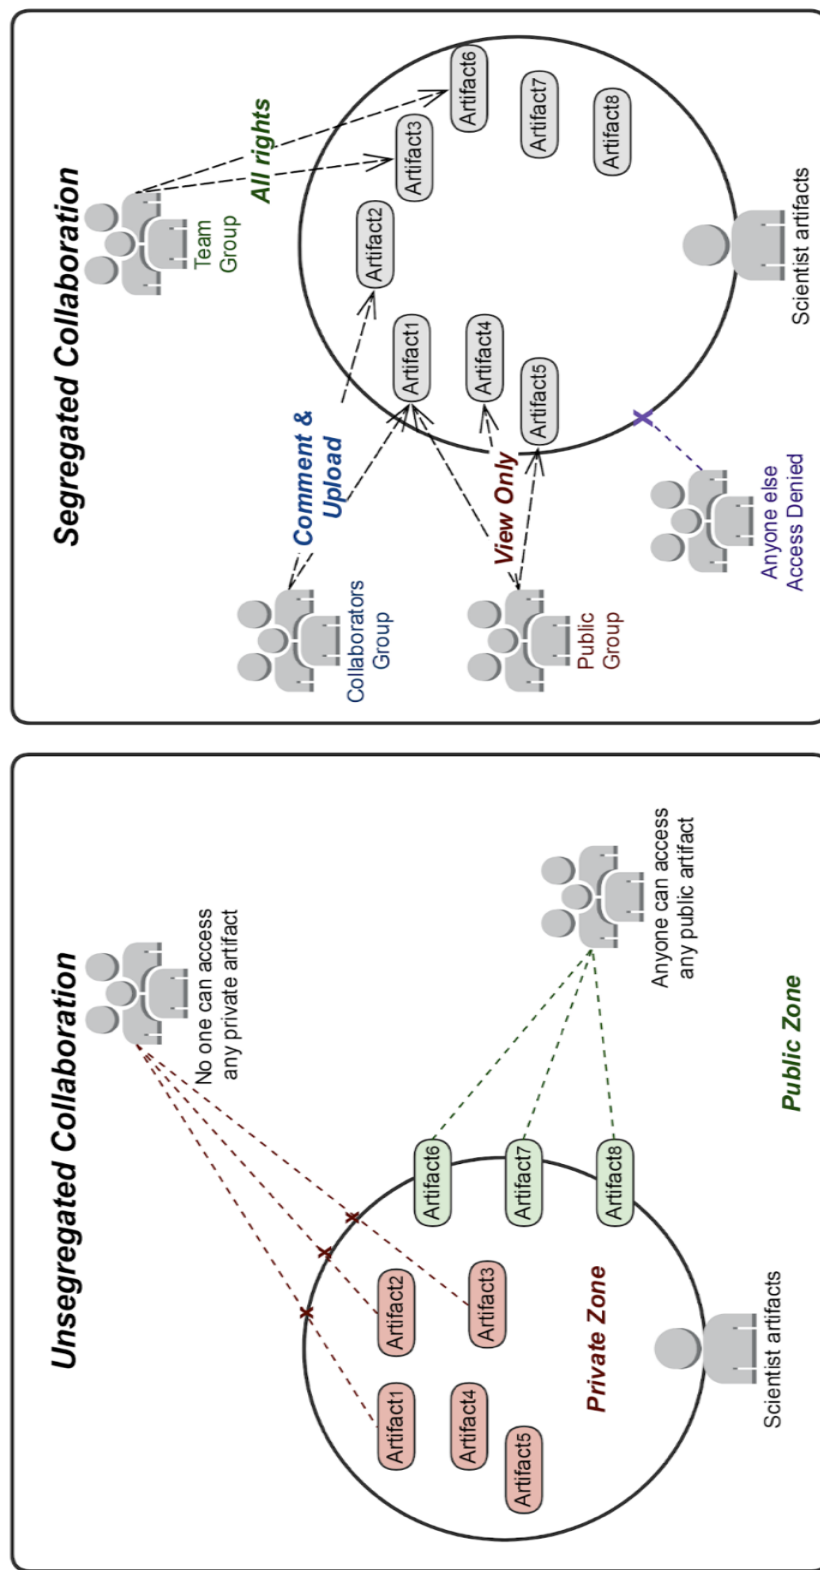 Unsegregated Collaboration
No one can access
any private artifact
Artifact1
Artifact2
Artifact3
Artifact4
Artifact5
Artifact6
Artifact7
Artifact8
Private Zone
Anyone can access
any public artifact
Public Zone
Scientist artifacts
Segregated Collaboration
Team
Group
All rights
Collaborators
Group
Comment &
Upload
Artifact1
Artifact2
Artifact3
Artifact6
Artifact4
Artifact7
Artifact5
Artifact8
View Only
Public
Group
Anyone else
Access Denied
Scientist artifacts